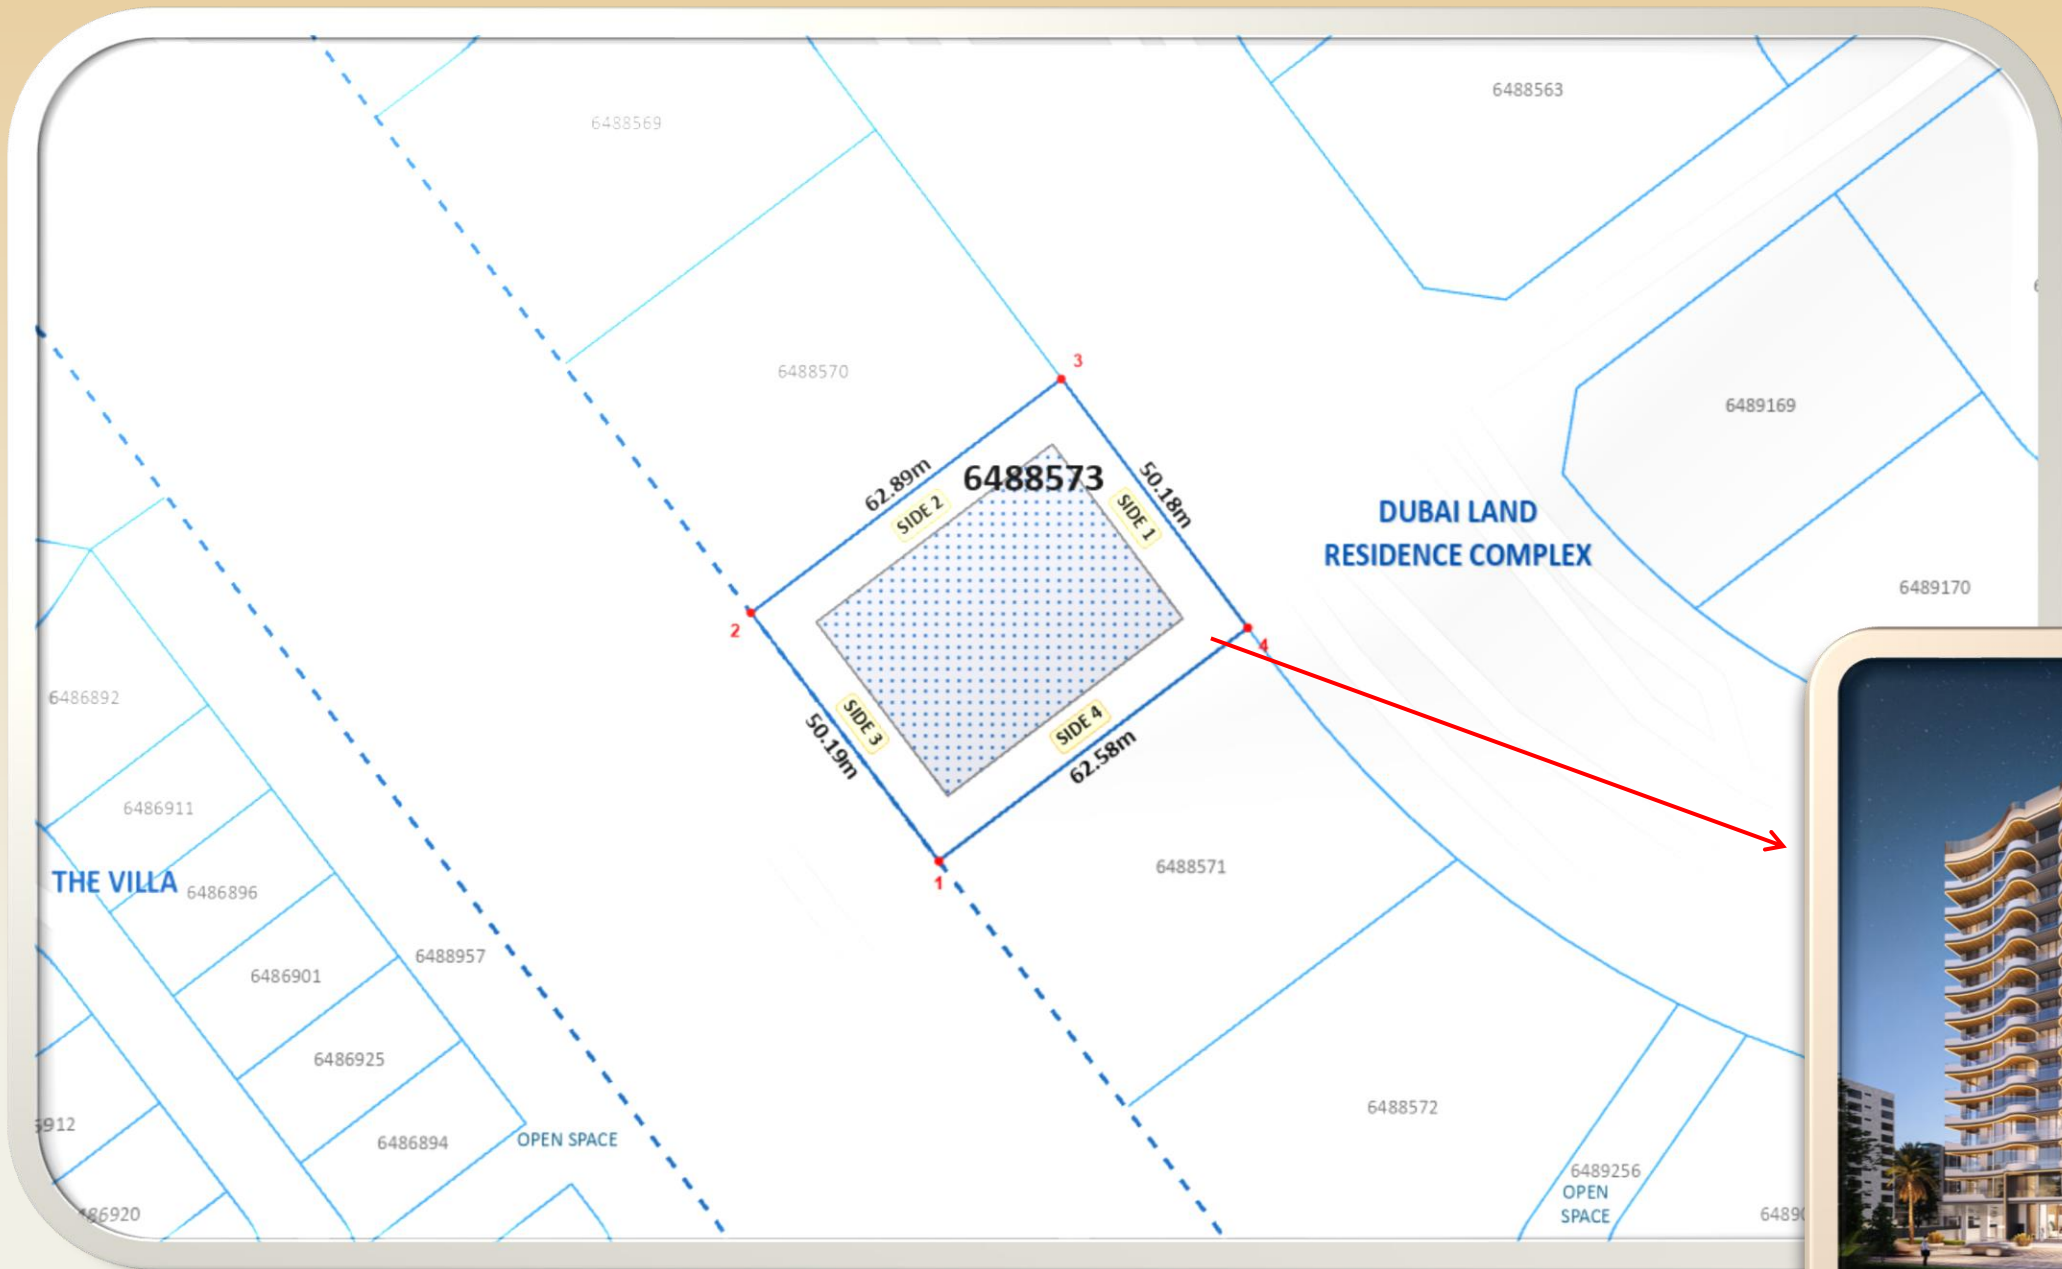 6488563
6488569
6488570
3
6489169
6488573
62.89m
SIDE 2
50.18m
SIDE 1
DUBAI LAND
RESIDENCE COMPLEX
6489170
2
4
6486892
SIDE 3
50.19m
SIDE 4
62.58m
6486911
6488571
1
THE VILLA
6486896
6488957
6486901
6486925
6488572
6486894
OPEN SPACE
6489256
OPEN
SPACE